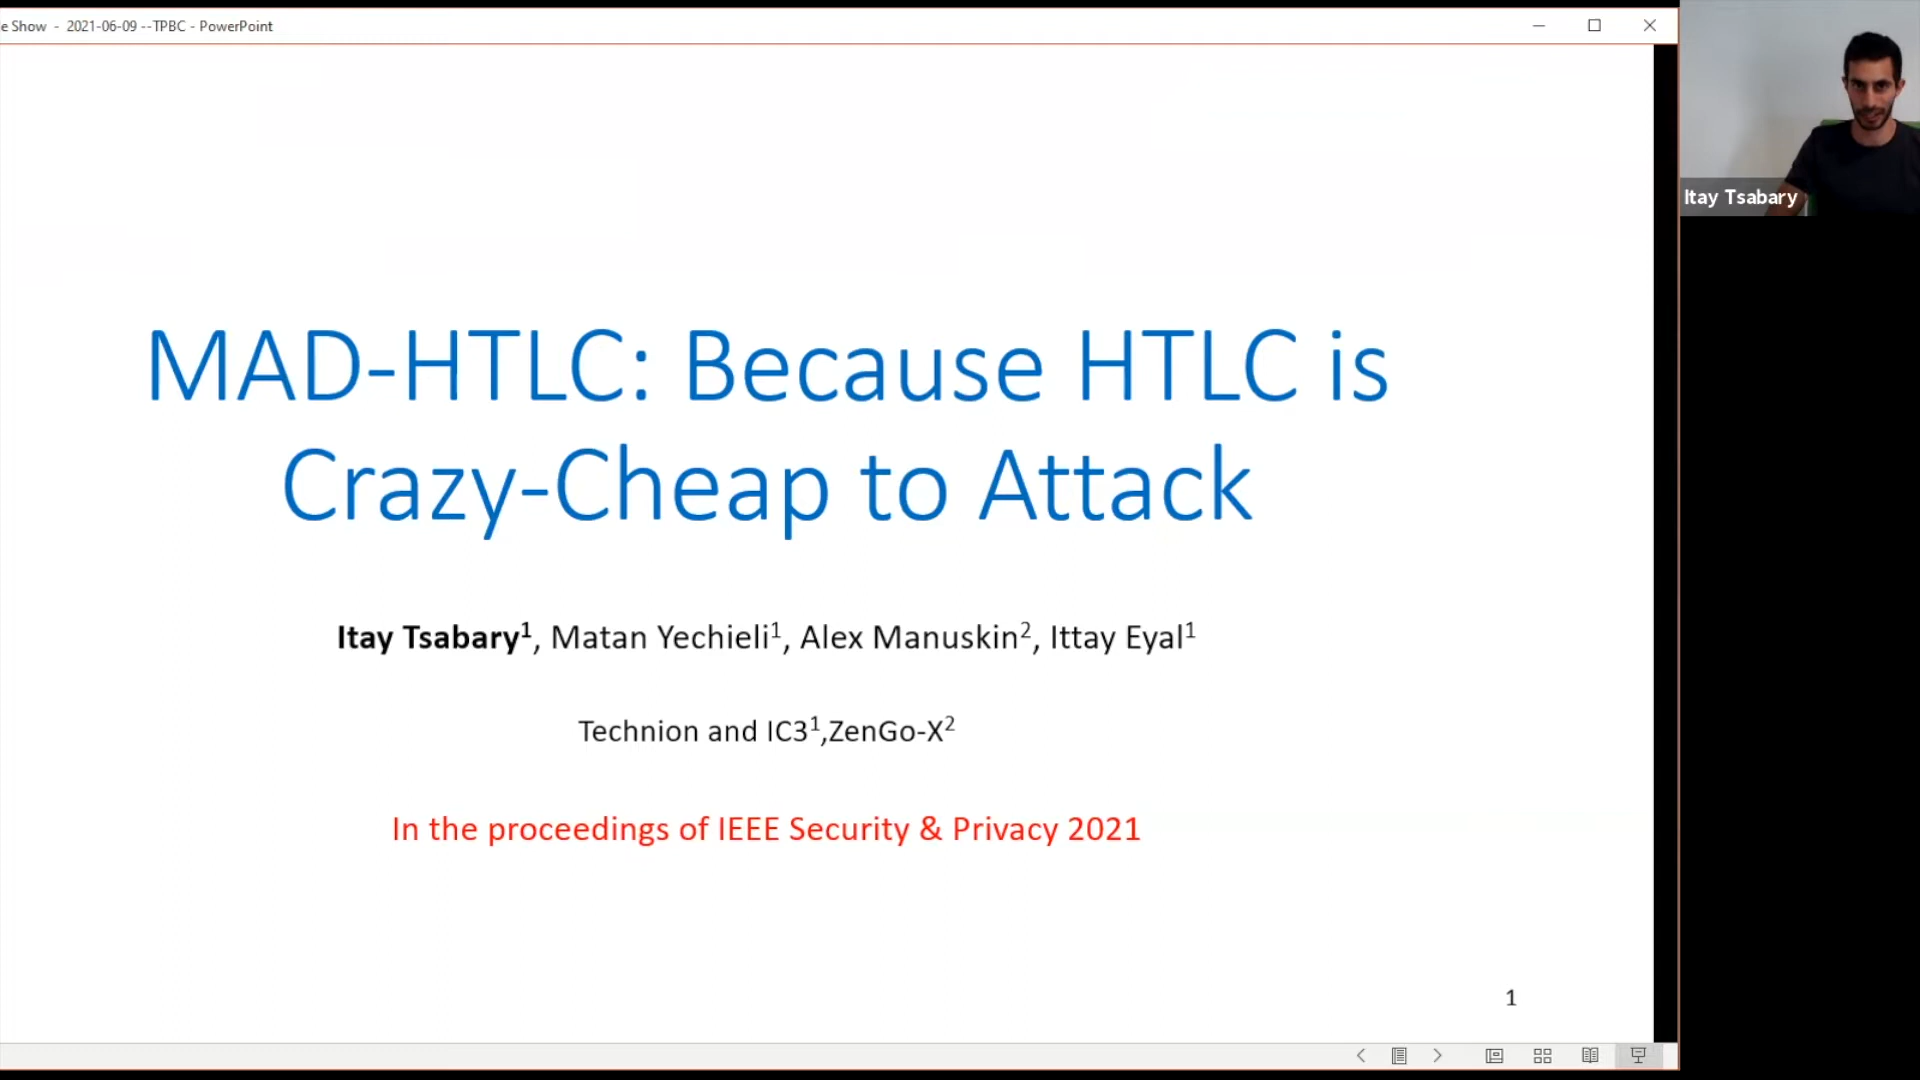 e Show - 2021-06-09 --TPBC - PowerPoint
Itay Tsabary
MAD-HTLC: Because HTLC is
Crazy-Cheap to Attack
Itay Tsabary¹, Matan Yechieli¹, Alex Manuskin², Ittay Eyal¹
Technion and IC3¹,ZenGo-X²
In the proceedings of IEEE Security & Privacy 2021
1